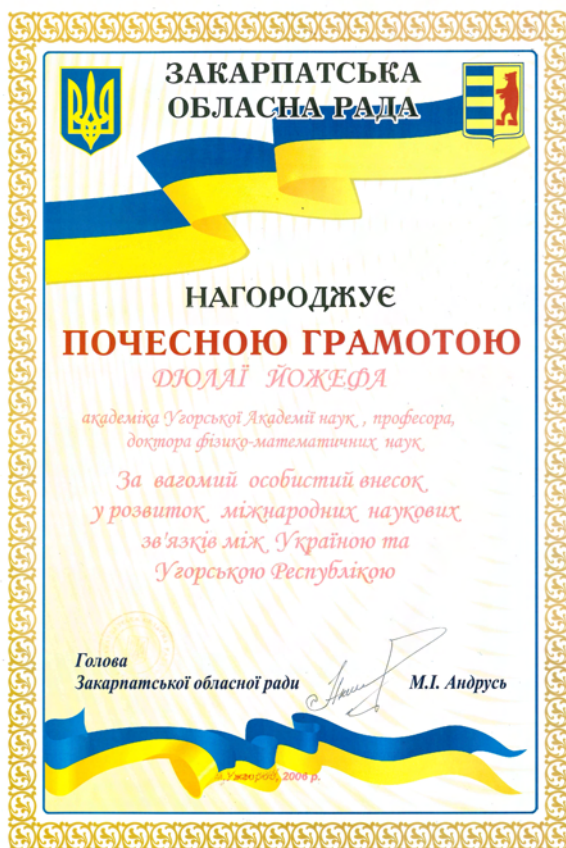 ЗАКАРПАТСЬКА
ОБЛАСНА РАДА
НАГОРОДЖУЄ
ПОЧЕСНОЮ ГРАМОТОЮ
ДЮЛАЇ ЙОЖЕФА
академіка Угорської Академії наук , професора,
доктора фізико-математичних наук
За вагомий особистий внесок
у розвиток міжнародних наукових
зв'язків між Україною та
Угорською Республікою
Голова
Закарпатської обласної ради М.І. Андрусь
м.Ужгород, 2006 р.